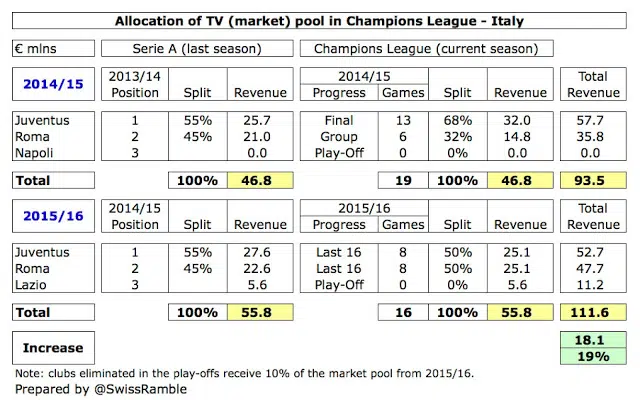 Allocation of TV (market) pool in Champions League - Italy
€ mlns Serie A (last season) Champions League (current season)
2014/15 2013/14 Position Split Revenue 2014/15 Progress Games Split Revenue Total Revenue
Juventus 1 55% 25.7 Final 13 68% 32.0 57.7
Roma 2 45% 21.0 Group 6 32% 14.8 35.8
Napoli 3 0.0 Play-Off 0 0% 0.0 0.0
Total 100% 46.8 19 100% 46.8 93.5
2015/16 2014/15 Position Split Revenue 2015/16 Progress Games Split Revenue Total Revenue
Juventus 1 55% 27.6 Last 16 8 50% 25.1 52.7
Roma 2 45% 22.6 Last 16 8 50% 25.1 47.7
Lazio 3 5.6 Play-Off 0 0% 5.6 11.2
Total 100% 55.8 16 100% 55.8 111.6
Increase 18.1
19%
Note: clubs eliminated in the play-offs receive 10% of the market pool from 2015/16.
Prepared by @SwissRamble